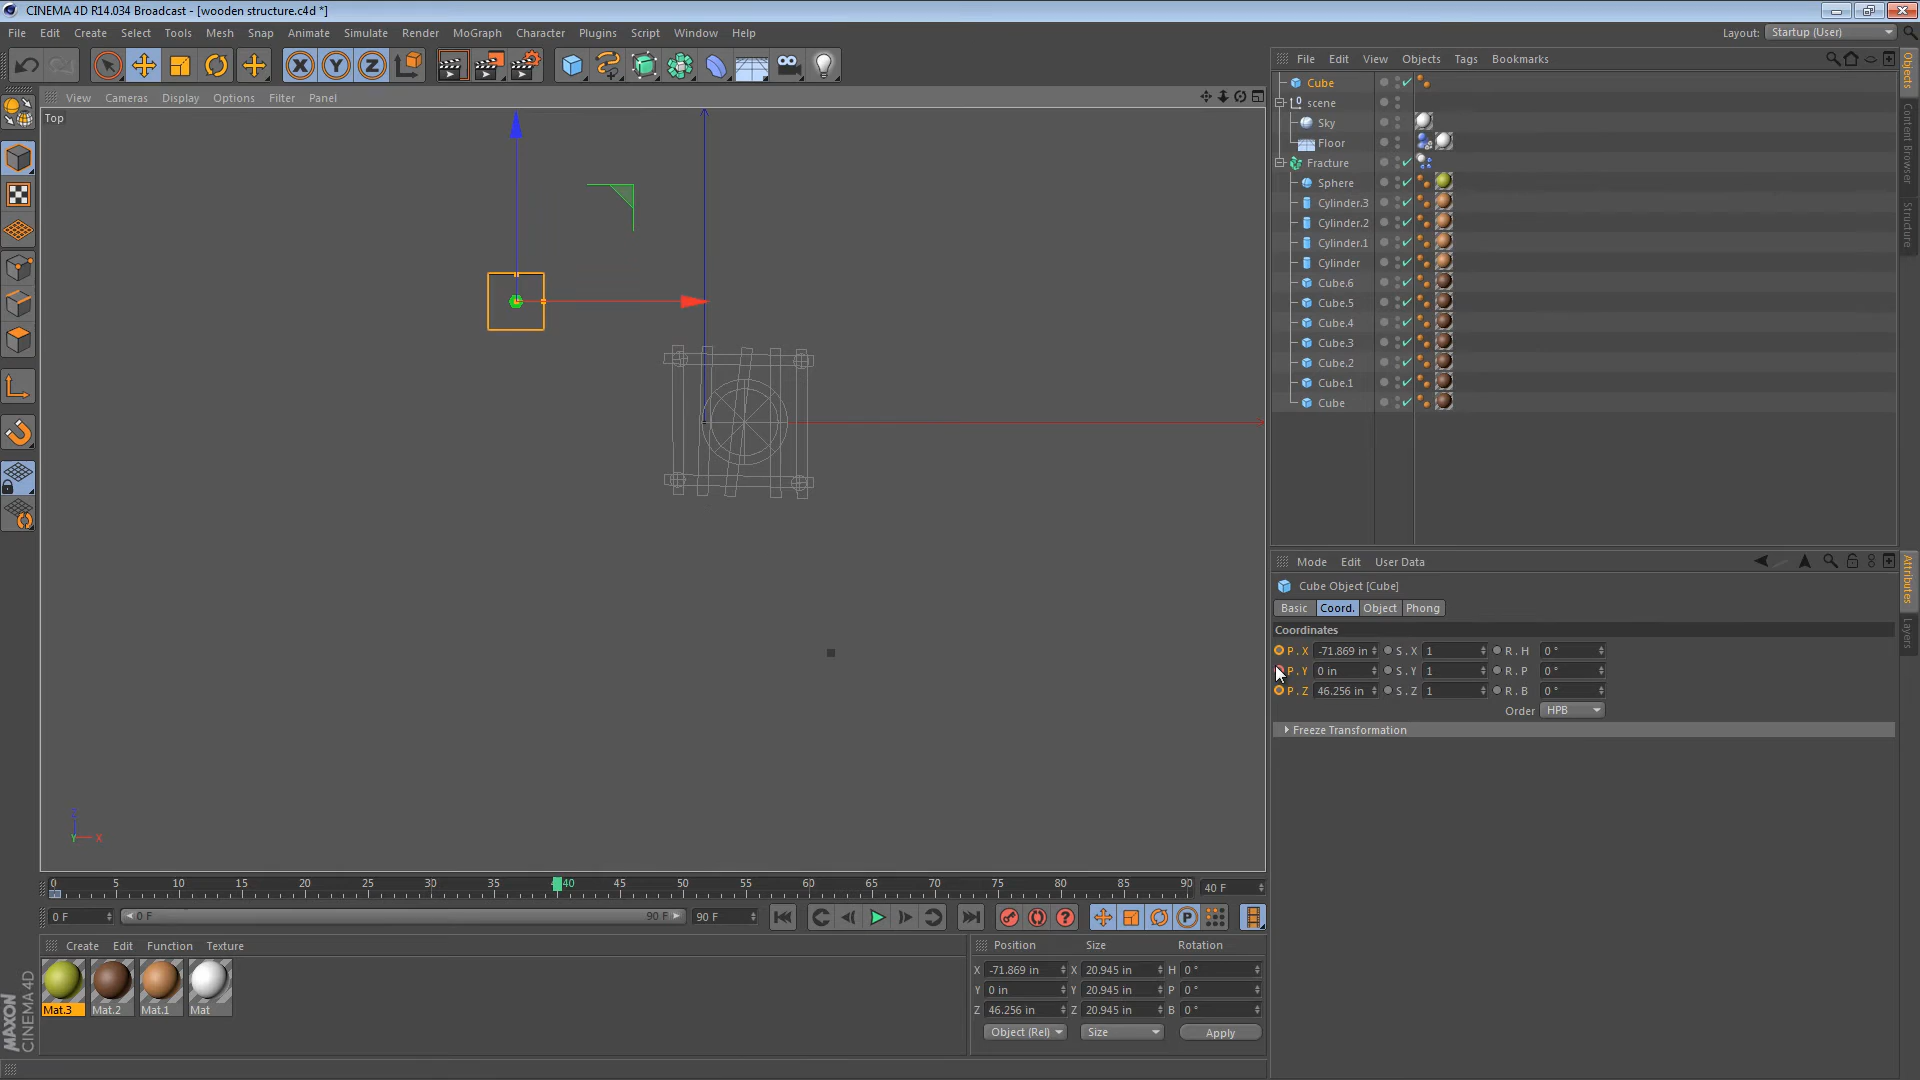 CINEMA 4D R14.034 Broadcast - [wooden structure.c4d *]
File Edit Create Select Tools Mesh Snap Animate Simulate Render Character MoGraph Plugins Script Window Help
Layout: Startup (User)
File Edit View Objects Tags Bookmarks
View Cameras Display Options Filter Panel
Top
Cube
scene
Sky
Floor
Fracture
Sphere
Cylinder.3
Cylinder.2
Cylinder.1
Cylinder
Cube.6
Cube.5
Cube.4
Cube.3
Cube.2
Cube.1
Cube
Objects
Content Browser
Structure
Mode Edit User Data
Cube Object [Cube]
Basic Coord. Object Phong
Coordinates
P . X -71.869 in S . X 1 R . H 0 °
P . Y 0 in S . Y 1 R . P 0 °
P . Z 46.256 in S . Z 1 R . B 0 °
Order HPB
Freeze Transformation
Attributes
Layers
Y X
0 5 10 15 20 25 30 35 40 45 50 55 60 65 70 75 80 85 90 40 F
0 F 0 F 90 F 90 F
Create Edit Function Texture
Mat.3 Mat.2 Mat.1 Mat
Position Size Rotation
X -71.869 in X 20.945 in H 0 °
Y 0 in Y 20.945 in P 0 °
Z 46.256 in Z 20.945 in B 0 °
Object (Rel) Size Apply
MAXON
CINEMA 4D